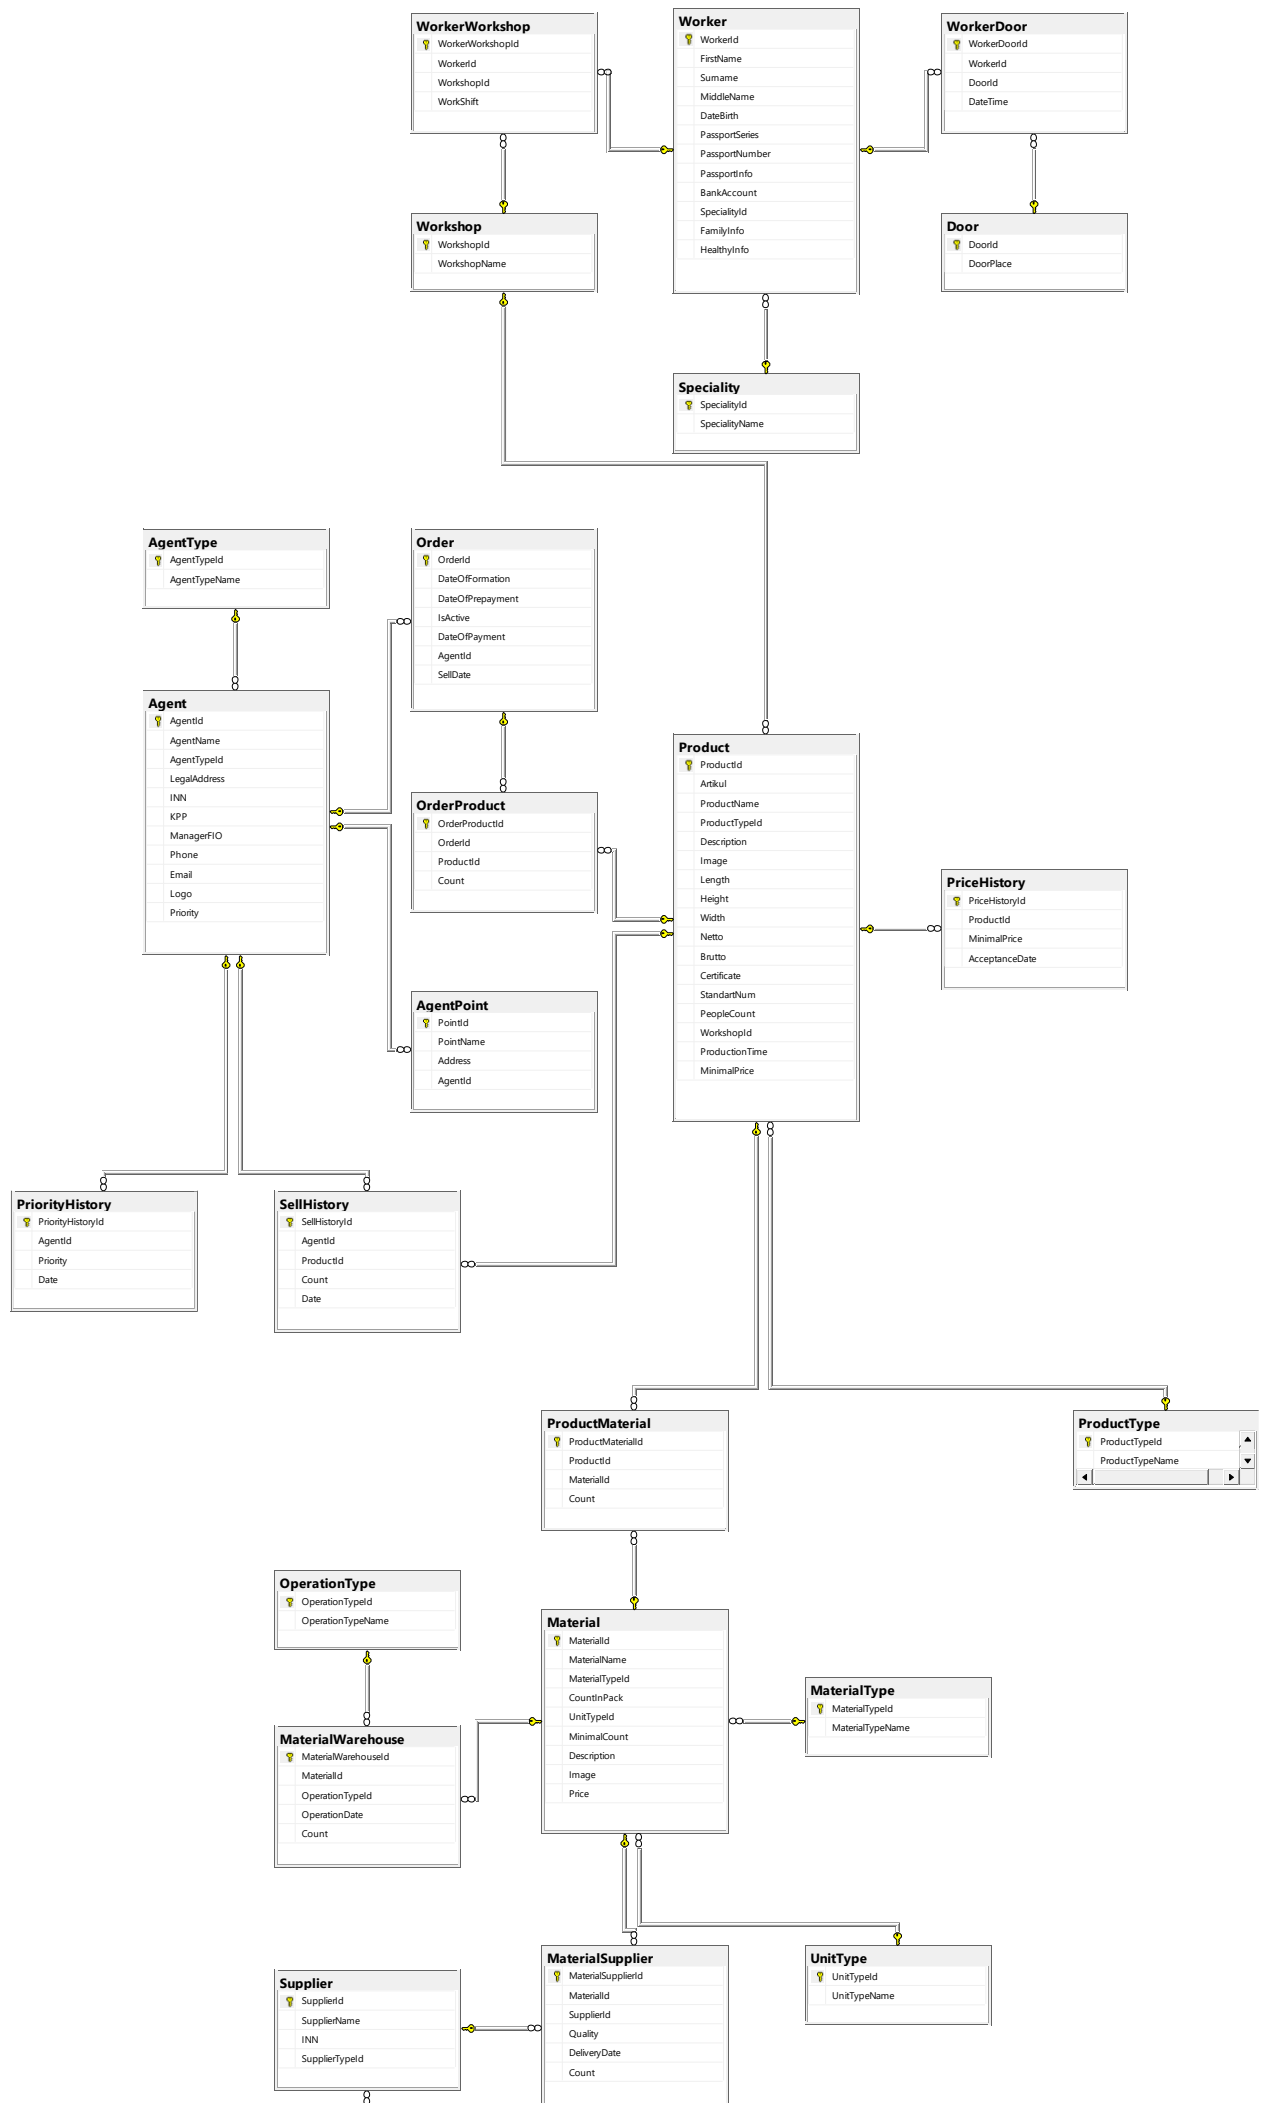 WorkerWorkshop
WorkerWorkshopId
WorkerId
WorkshopId
WorkShift
Worker
WorkerId
FirstName
Surname
MiddleName
DateBirth
PassportSeries
PassportNumber
PassportInfo
BankAccount
SpecialityId
FamilyInfo
HealthyInfo
WorkerDoor
WorkerDoorId
WorkerId
DoorId
DateTime
Workshop
WorkshopId
WorkshopName
Door
DoorId
DoorPlace
Speciality
SpecialityId
SpecialityName
AgentType
AgentTypeId
AgentTypeName
Order
OrderId
DateOfFormation
DateOfPrepayment
IsActive
DateOfPayment
AgentId
SellDate
Agent
AgentId
AgentName
AgentTypeId
LegalAddress
INN
KPP
ManagerFIO
Phone
Email
Logo
Priority
Product
ProductId
Artikul
ProductName
ProductTypeId
Description
Image
Length
Height
Width
Netto
Brutto
Certificate
StandartNum
PeopleCount
WorkshopId
ProductionTime
MinimalPrice
OrderProduct
OrderProductId
OrderId
ProductId
Count
PriceHistory
PriceHistoryId
ProductId
MinimalPrice
AcceptanceDate
AgentPoint
PointId
PointName
Address
AgentId
PriorityHistory
PriorityHistoryId
AgentId
Priority
Date
SellHistory
SellHistoryId
AgentId
ProductId
Count
Date
ProductMaterial
ProductMaterialId
ProductId
MaterialId
Count
ProductType
ProductTypeId
ProductTypeName
OperationType
OperationTypeId
OperationTypeName
Material
MaterialId
MaterialName
MaterialTypeId
CountInPack
UnitTypeId
MinimalCount
Description
Image
Price
MaterialType
MaterialTypeId
MaterialTypeName
MaterialWarehouse
MaterialWarehouseId
MaterialId
OperationTypeId
OperationDate
Count
MaterialSupplier
MaterialSupplierId
MaterialId
SupplierId
Quality
DeliveryDate
Count
UnitType
UnitTypeId
UnitTypeName
Supplier
SupplierId
SupplierName
INN
SupplierTypeId